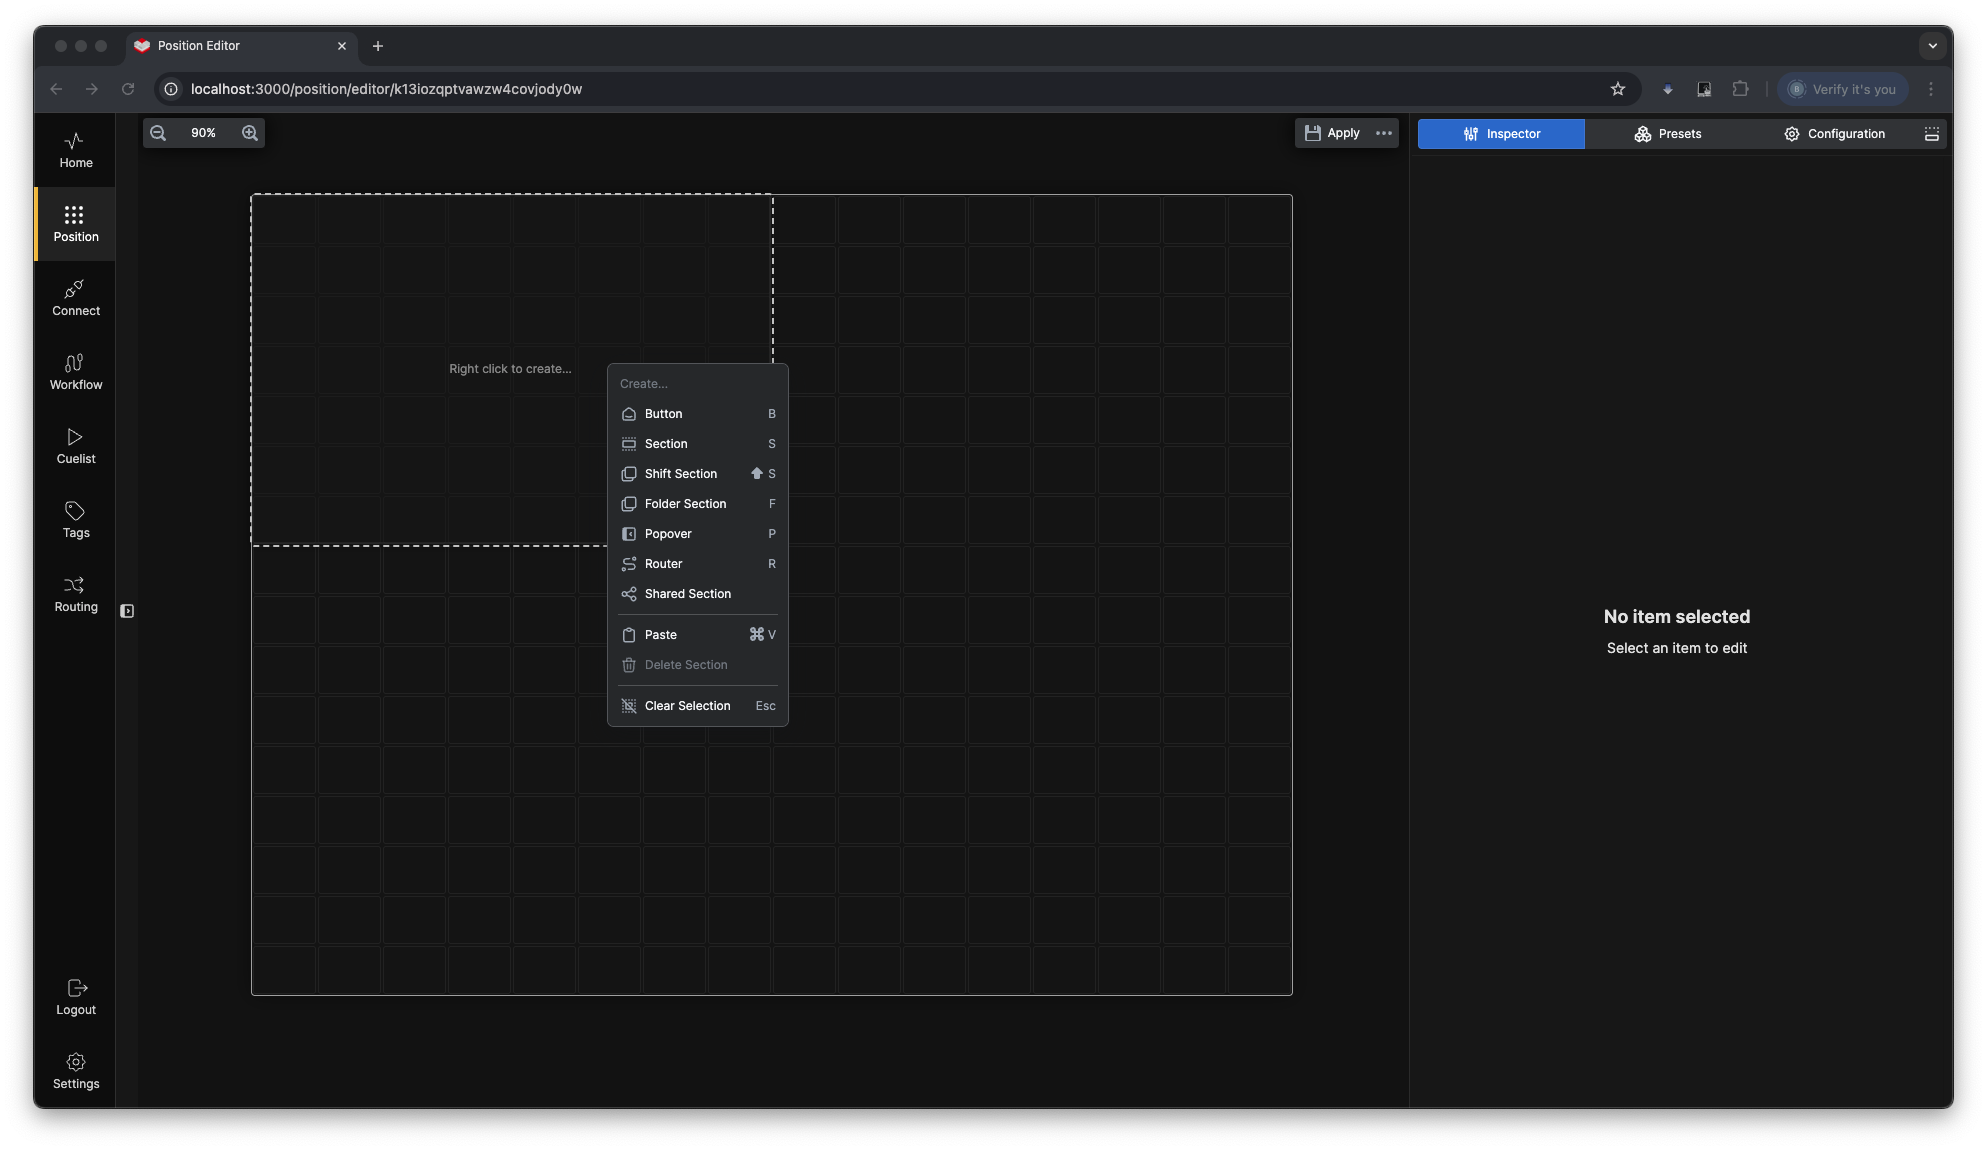 Position Editor
localhost:3000/position/editor/k13iozqptvawzw4covjody0w
B Verify it's you
Home
Position
Connect
Workflow
Cuelist
Tags
Routing
Logout
Settings
90%
Apply
Inspector
Presets
Configuration
Right click to create...
Create...
Button B
Section S
Shift Section S
Folder Section F
Popover P
Router R
Shared Section
Paste ⌘ V
Delete Section
Clear Selection Esc
No item selected
Select an item to edit